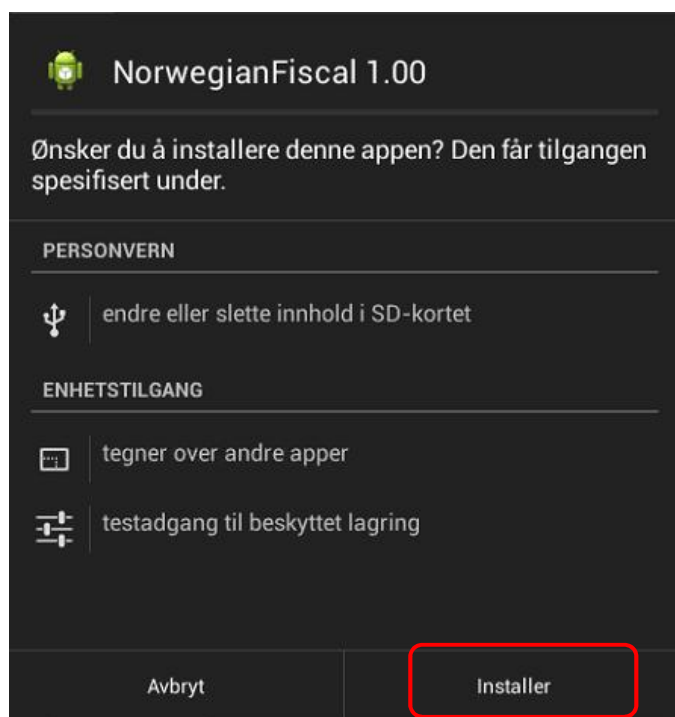 NorwegianFiscal 1.00
Ønsker du å installere denne appen? Den får tilgangen
spesifisert under.
PERSONVERN
endre eller slette innhold i SD-kortet
ENHETSTILGANG
tegner over andre apper
testadgang til beskyttet lagring
Avbryt
Installer